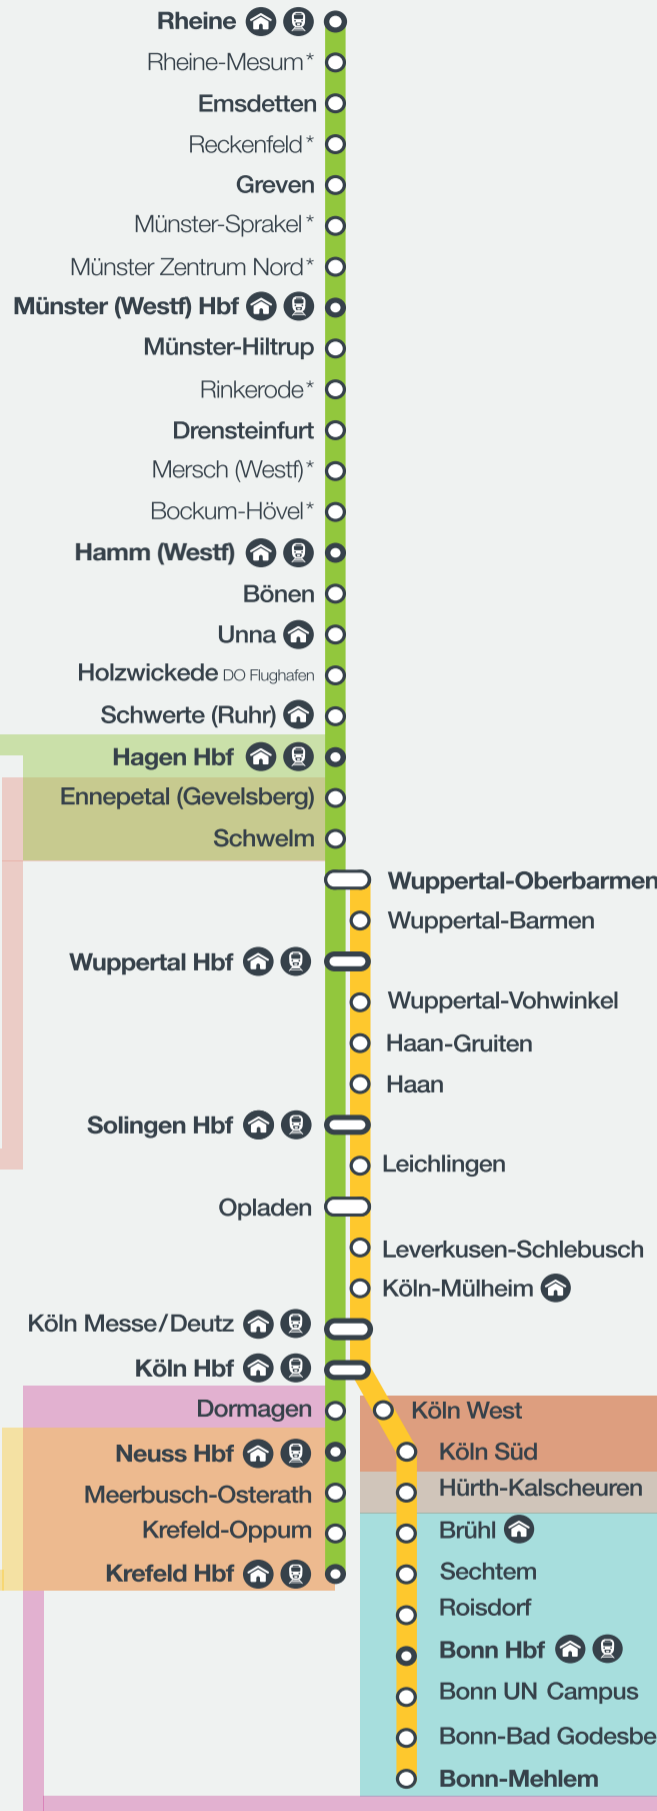 Rheine
Rheine-Mesum*
Emsdetten
Reckenfeld*
Greven
Münster-Sprakel*
Münster Zentrum Nord*
Münster (Westf) Hbf
Münster-Hiltrup
Rinkerode*
Drensteinfurt
Mersch (Westf)*
Bockum-Hövel*
Hamm (Westf)
Bönen
Unna
Holzwickede DO Flughafen
Schwerte (Ruhr)
Hagen Hbf
Ennepetal (Gevelsberg)
Schwelm
Wuppertal-Oberbarmen
Wuppertal-Barmen
Wuppertal Hbf
Wuppertal-Vohwinkel
Haan-Gruiten
Haan
Solingen Hbf
Leichlingen
Opladen
Leverkusen-Schlebusch
Köln-Mülheim
Köln Messe/Deutz
Köln Hbf
Dormagen
Köln West
Neuss Hbf
Köln Süd
Meerbusch-Osterath
Hürth-Kalscheuren
Krefeld-Oppum
Brühl
Krefeld Hbf
Sechtem
Roisdorf
Bonn Hbf
Bonn UN Campus
Bonn-Bad Godesbe
Bonn-Mehlem